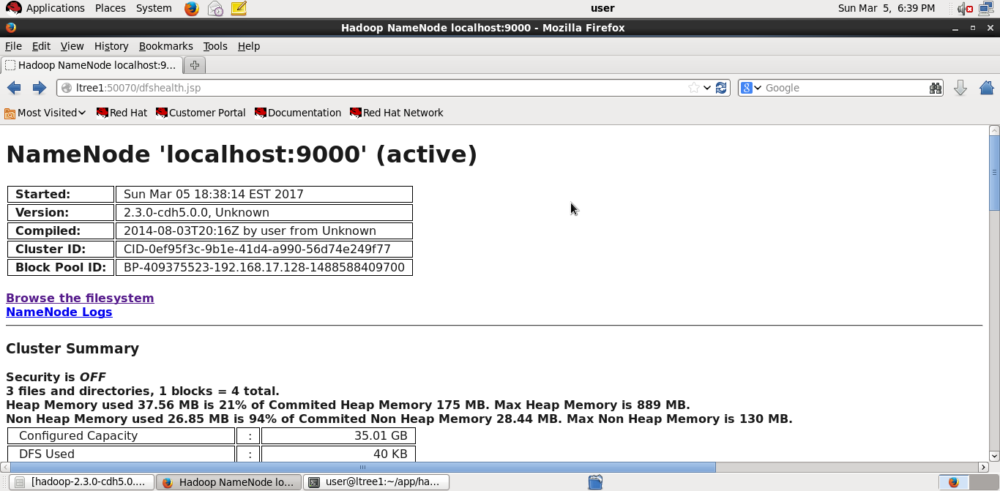 Applications Places System user Sun Mar 5, 6:39 PM
Hadoop NameNode localhost:9000 - Mozilla Firefox
File Edit View History Bookmarks Tools Help
Hadoop NameNode localhost:9...
ltree1:50070/dfshealth.jsp Google
Most Visited Red Hat Customer Portal Documentation Red Hat Network
NameNode 'localhost:9000' (active)
Started: Sun Mar 05 18:38:14 EST 2017
Version: 2.3.0-cdh5.0.0, Unknown
Compiled: 2014-08-03T20:16Z by user from Unknown
Cluster ID: CID-0ef95f3c-9b1e-41d4-a990-56d74e249f77
Block Pool ID: BP-409375523-192.168.17.128-1488588409700
Browse the filesystem
NameNode Logs
Cluster Summary
Security is OFF
3 files and directories, 1 blocks = 4 total.
Heap Memory used 37.56 MB is 21% of Commited Heap Memory 175 MB. Max Heap Memory is 889 MB.
Non Heap Memory used 26.85 MB is 94% of Commited Non Heap Memory 28.44 MB. Max Non Heap Memory is 130 MB.
Configured Capacity : 35.01 GB
DFS Used : 40 KB
[hadoop-2.3.0-cdh5.0.... Hadoop NameNode lo... user@ltree1:~/app/ha...